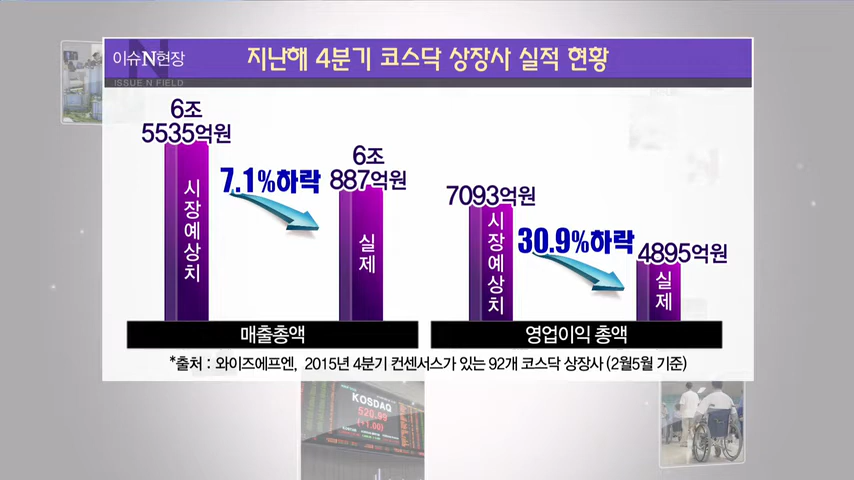 이슈N현장
ISSUE N FIELD
지난해 4분기 코스닥 상장사 실적 현황
6조
5535억원
시장예상치
7.1%하락
6조
887억원
실제
매출총액
7093억원
시장예상치
30.9%하락
4895억원
실제
영업이익 총액
*출처 : 와이즈에프엔, 2015년 4분기 컨센서스가 있는 92개 코스닥 상장사 (2월5월 기준)
KOSDAQ
520.99
(+1.00)